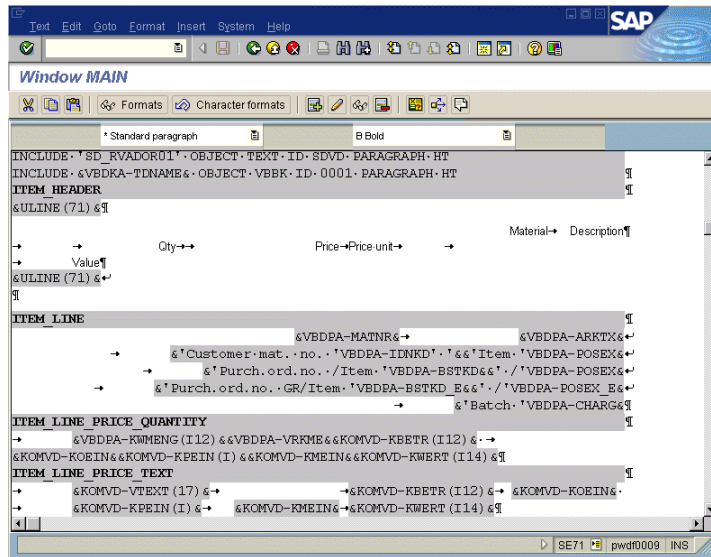 Text Edit Goto Format Insert System Help
SAP
Window MAIN
Formats Character formats
* Standard paragraph B Bold
INCLUDE·'SD_RVADOR01'·OBJECT·TEXT·ID·SDVD·PARAGRAPH·HT
INCLUDE·&VBDKA-TDNAME&·OBJECT·VBBK·ID·0001·PARAGRAPH·HT¶
ITEM_HEADER¶
&ULINE(71)&¶
Material→ Description¶
→ → Qty→→ Price→Price·unit→ →
→ Value¶
&ULINE(71)&↵
¶
ITEM_LINE¶
&VBDPA-MATNR&→ &VBDPA-ARKTX&↵
→ &'Customer·mat.·no.·'VBDPA-IDNKD'·'&&'Item·'VBDPA-POSEX&↵
→ &'Purch.ord.no.·/Item·'VBDPA-BSTKD&&'·/'VBDPA-POSEX&↵
→ &'Purch.ord.no.·GR/Item·'VBDPA-BSTKD_E&&'·/'VBDPA-POSEX_E&↵
→ &'Batch·'VBDPA-CHARG&¶
ITEM_LINE_PRICE_QUANTITY¶
→ &VBDPA-KWMENG(I12)&&VBDPA-VRKME&&KOMVD-KBETR(I12)&·→
&KOMVD-KOEIN&&KOMVD-KPEIN(I)&&KOMVD-KMEIN&&KOMVD-KWERT(I14)&¶
ITEM_LINE_PRICE_TEXT¶
→ &KOMVD-VTEXT(17)&→ →&KOMVD-KBETR(I12)&→ &KOMVD-KOEIN&·
→ &KOMVD-KPEIN(I)&→ &KOMVD-KMEIN&→&KOMVD-KWERT(I14)&¶
SE71 pwdf0009 INS